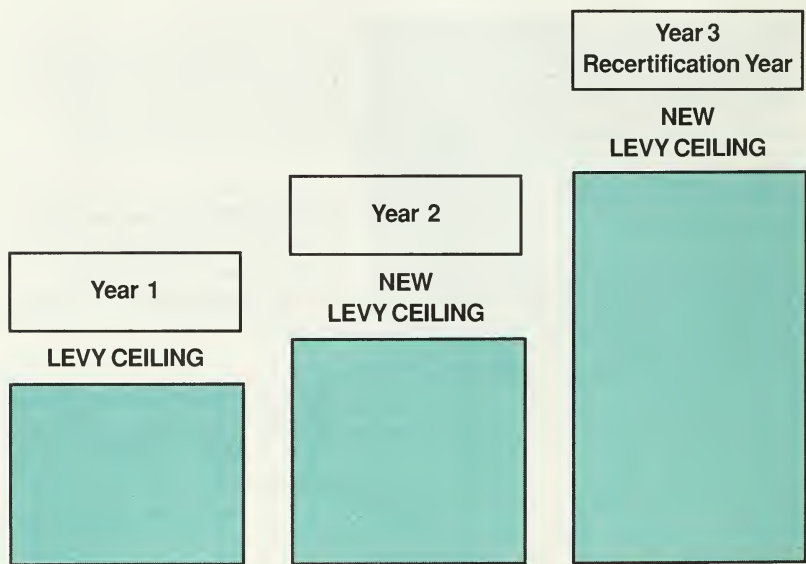 Year 1
LEVY CEILING
Year 2
NEW
LEVY CEILING
Year 3
Recertification Year
NEW
LEVY CEILING